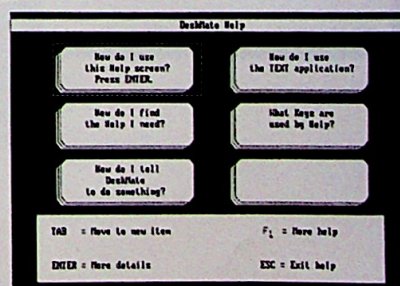 DeskMate Help
How do I use
this Help screen?
Press ENTER.
How do I use
the TEXT application?
How do I find
the Help I need?
What Keys are
used by Help?
How do I tell
DeskMate
to do something?
TAB = Move to new item
F1 = More help
ENTER = More details
ESC = Exit help